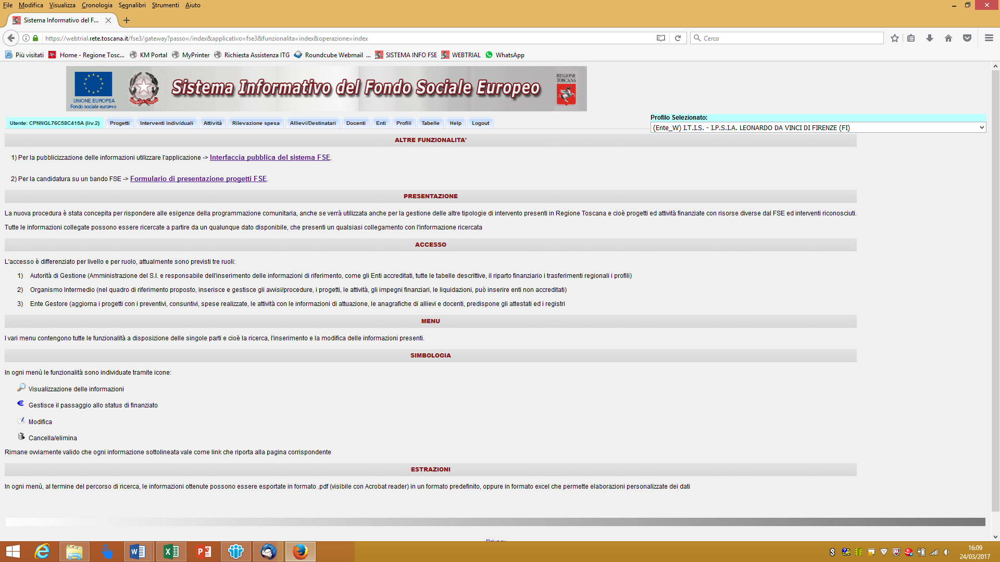 File Modifica Visualizza Cronologia Segnalibri Strumenti Aiuto
Sistema Informativo del F...
https://webtrial.rete.toscana.it/fse3/gateway?passo=/index&applicativo=fse3&funzionalita=index&operazione=index
Cerca
Più visitati Home - Regione Tosc... KM Portal MyPrinter Richiesta Assistenza ITG Roundcube Webmail ... SISTEMA INFO FSE WEBTRIAL WhatsApp
UNIONE EUROPEA
Fondo sociale europeo
Sistema Informativo del Fondo Sociale Europeo
REGIONE
TOSCANA
Utente: CPNNGL76C58C415A (liv.2) Progetti Interventi individuali Attività Rilevazione spesa Allievi/Destinatari Docenti Enti Profili Tabelle Help Logout
Profilo Selezionato:
(Ente_W) I.T.I.S. - I.P.S.I.A. LEONARDO DA VINCI DI FIRENZE (FI)
ALTRE FUNZIONALITA'
1) Per la pubblicizzazione delle informazioni utilizzare l'applicazione -> Interfaccia pubblica del sistema FSE.
2) Per la candidatura su un bando FSE -> Formulario di presentazione progetti FSE.
PRESENTAZIONE
La nuova procedura è stata concepita per rispondere alle esigenze della programmazione comunitaria, anche se verrà utilizzata anche per la gestione delle altre tipologie di intervento presenti in Regione Toscana e cioè progetti ed attività finanziate con risorse diverse dal FSE ed interventi riconosciuti.
Tutte le informazioni collegate possono essere ricercate a partire da un qualunque dato disponibile, che presenti un qualsiasi collegamento con l'informazione ricercata
ACCESSO
L'accesso è differenziato per livello e per ruolo, attualmente sono previsti tre ruoli:
1) Autorità di Gestione (Amministrazione del S.I. e responsabile dell'inserimento delle informazioni di riferimento, come gli Enti accreditati, tutte le tabelle descrittive, il riparto finanziario i trasferimenti regionali i profili)
2) Organismo Intermedio (nel quadro di riferimento proposto, inserisce e gestisce gli avvisi/procedure, i progetti, le attività, gli impegni finanziari, le liquidazioni, può inserire enti non accreditati)
3) Ente Gestore (aggiorna i progetti con i preventivi, consuntivi, spese realizzate, le attività con le informazioni di attuazione, le anagrafiche di allievi e docenti, predispone gli attestati ed i registri
MENU
I vari menu contengono tutte le funzionalità a disposizione delle singole parti e cioè la ricerca, l'inserimento e la modifica delle informazioni presenti.
SIMBOLOGIA
In ogni menù le funzionalità sono individuate tramite icone:
Visualizzazione delle informazioni
€ Gestisce il passaggio allo status di finanziato
Modifica
Cancella/elimina
Rimane ovviamente valido che ogni informazione sottolineata vale come link che riporta alla pagina corrispondente
ESTRAZIONI
In ogni menù, al termine del percorso di ricerca, le informazioni ottenute possono essere esportate in formato .pdf (visibile con Acrobat reader) in un formato predefinito, oppure in formato excel che permette elaborazioni personalizzate dei dati
Privacy
16:09
24/03/2017